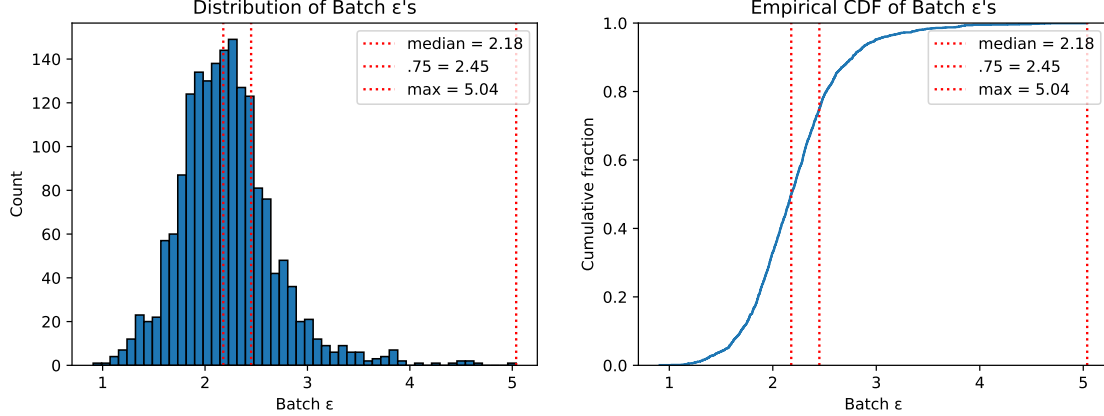 Distribution of Batch ε's
median = 2.18
.75 = 2.45
max = 5.04
140
120
100
80
60
40
20
0
Count
1
2
3
4
5
Batch ε
Empirical CDF of Batch ε's
median = 2.18
.75 = 2.45
max = 5.04
1.0
0.8
0.6
0.4
0.2
0.0
Cumulative fraction
1
2
3
4
5
Batch ε